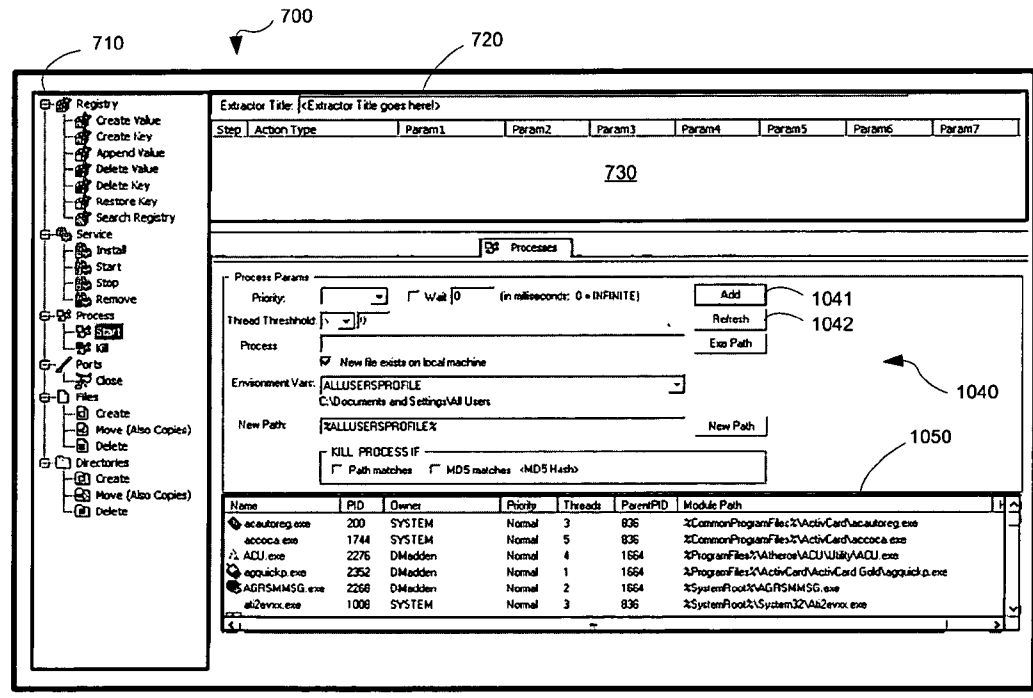 700
710
720
Registry
Create Value
Create Key
Append Value
Delete Value
Delete Key
Restore Key
Search Registry
Service
Install
Start
Stop
Remove
Process
Start
Kill
Ports
Close
Files
Create
Move (Also Copies)
Delete
Directories
Create
Move (Also Copies)
Delete
Extractor Title: <Extractor Title goes here!>
Step Action Type Param1 Param2 Param3 Param4 Param5 Param6 Param7
730
Processes
Process Params
Priority: Wait 0 (in milliseconds: 0 = INFINITE) Add 1041
Thread Threshhold: > 0 Refresh 1042
Process Exe Path
New file exists on local machine
1040
Environment Vars: ALLUSERSPROFILE
C:\Documents and Settings\All Users
New Path: %ALLUSERSPROFILE% New Path
1050
KILL PROCESS IF
Path matches MD5 matches <MD5 Hash>
Name PID Owner Priority Threads ParentPID Module Path H
acautoreg.exe 200 SYSTEM Normal 3 836 %CommonProgramFiles%\ActivCard\acautoreg.exe
accoca.exe 1744 SYSTEM Normal 5 836 %CommonProgramFiles%\ActivCard\accoca.exe
ACU.exe 2276 DMadden Normal 4 1664 %ProgramFiles%\Atheros\ACU\Utility\ACU.exe
agquickp.exe 2352 DMadden Normal 1 1664 %ProgramFiles%\ActivCard\ActivCard Gold\agquickp.exe
AGRSMMSG.exe 2268 DMadden Normal 2 1664 %SystemRoot%\AGRSMMSG.exe
ati2evxx.exe 1008 SYSTEM Normal 3 836 %SystemRoot%\System32\Ati2evxx.exe